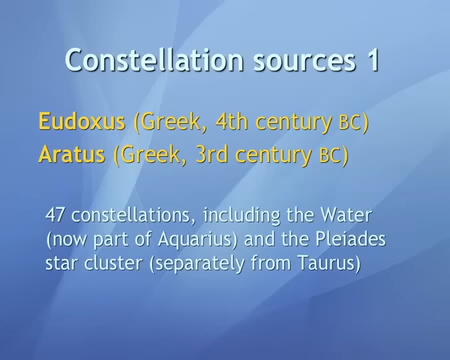 Constellation sources 1
Eudoxus (Greek, 4th century BC)
Aratus (Greek, 3rd century BC)
47 constellations, including the Water
(now part of Aquarius) and the Pleiades
star cluster (separately from Taurus)